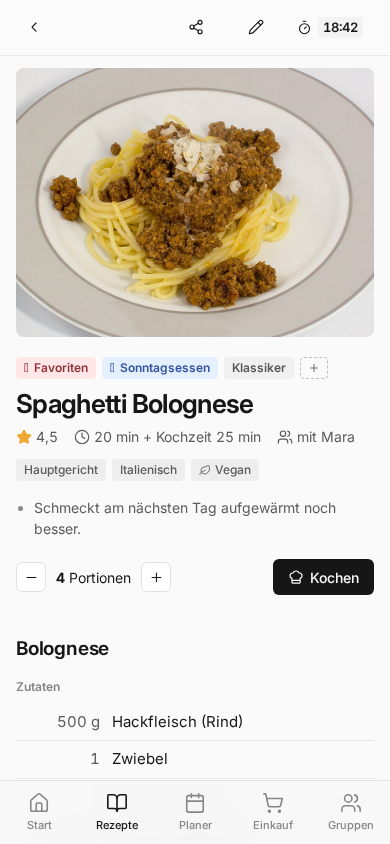 18:42
Favoriten
Sonntagsessen
Klassiker
Spaghetti Bolognese
4,5
20 min + Kochzeit 25 min
mit Mara
Hauptgericht
Italienisch
Vegan
• Schmeckt am nächsten Tag aufgewärmt noch
besser.
4 Portionen
Kochen
Bolognese
Zutaten
500 g Hackfleisch (Rind)
1 Zwiebel
Start
Rezepte
Planer
Einkauf
Gruppen